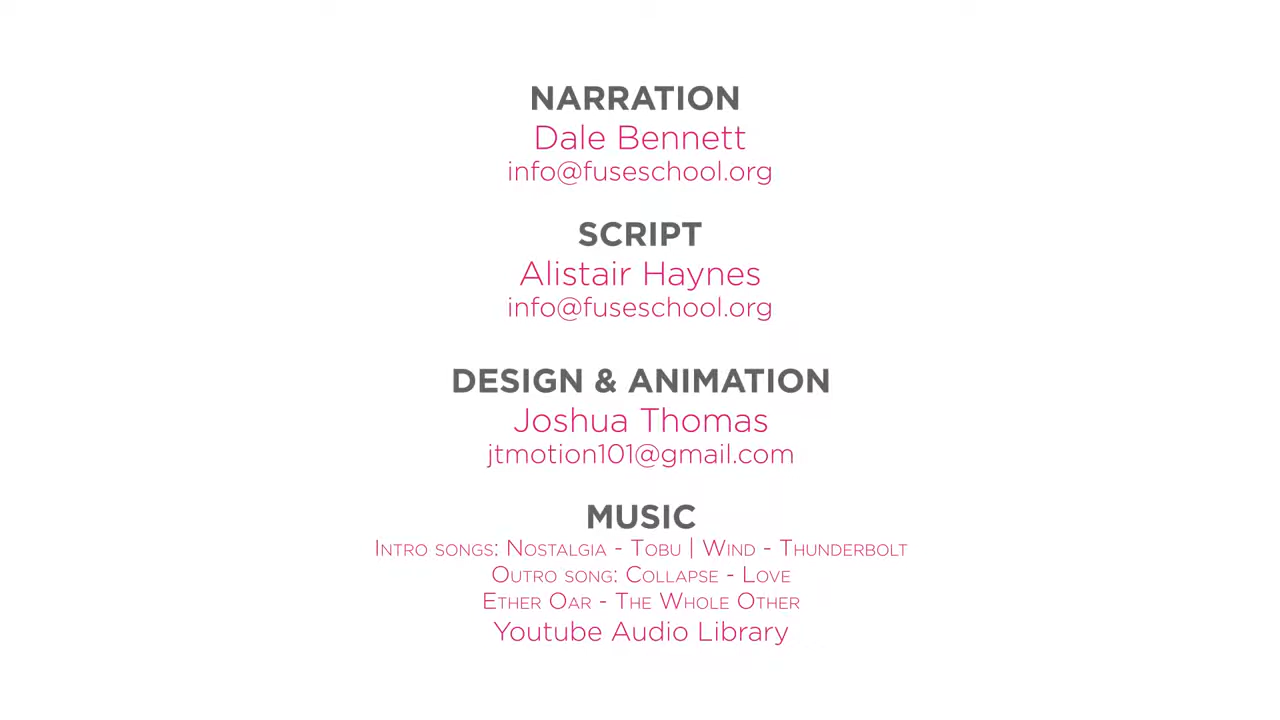 NARRATION
Dale Bennett
info@fuseschool.org
SCRIPT
Alistair Haynes
info@fuseschool.org
DESIGN & ANIMATION
Joshua Thomas
jtmotion101@gmail.com
MUSIC
Intro songs: Nostalgia - Tobu | Wind - Thunderbolt
Outro song: Collapse - Love
Ether Oar - The Whole Other
Youtube Audio Library